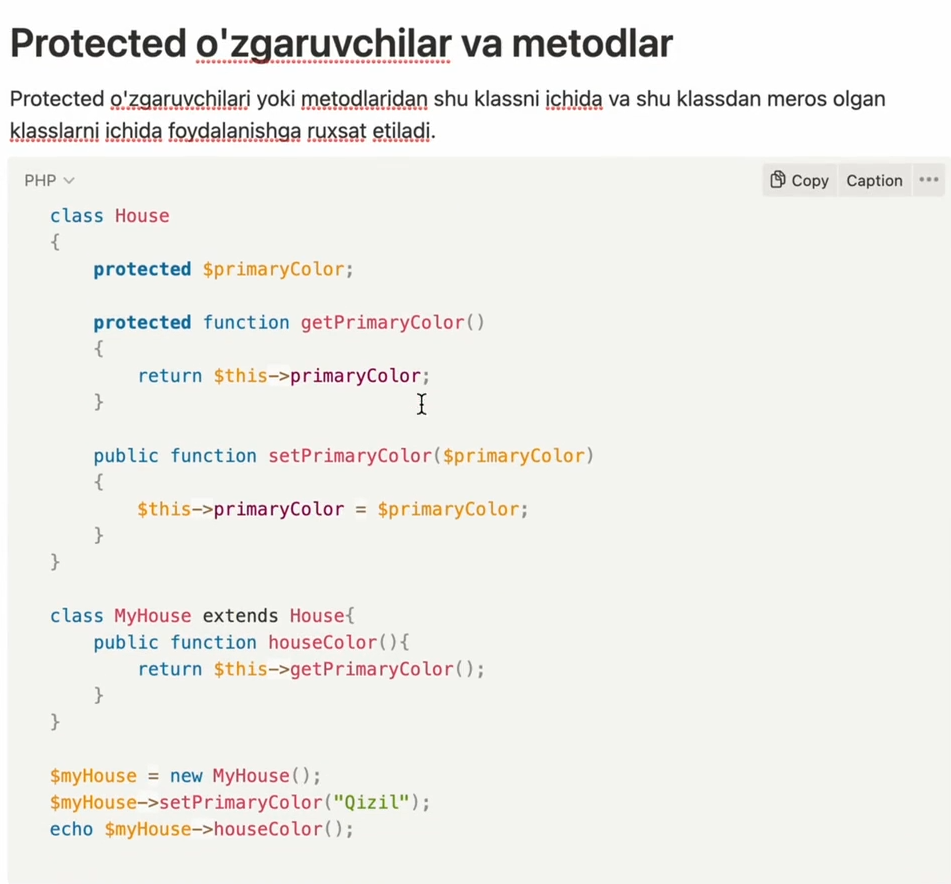 Protected o'zgaruvchilar va metodlar
Protected o'zgaruvchilari yoki metodlaridan shu klassni ichida va shu klassdan meros olgan
klasslarni ichida foydalanishga ruxsat etiladi.
PHP
Copy Caption
class House
{
    protected $primaryColor;

    protected function getPrimaryColor()
    {
        return $this->primaryColor;
    }

    public function setPrimaryColor($primaryColor)
    {
        $this->primaryColor = $primaryColor;
    }
}

class MyHouse extends House{
    public function houseColor(){
        return $this->getPrimaryColor();
    }
}

$myHouse = new MyHouse();
$myHouse->setPrimaryColor("Qizil");
echo $myHouse->houseColor();